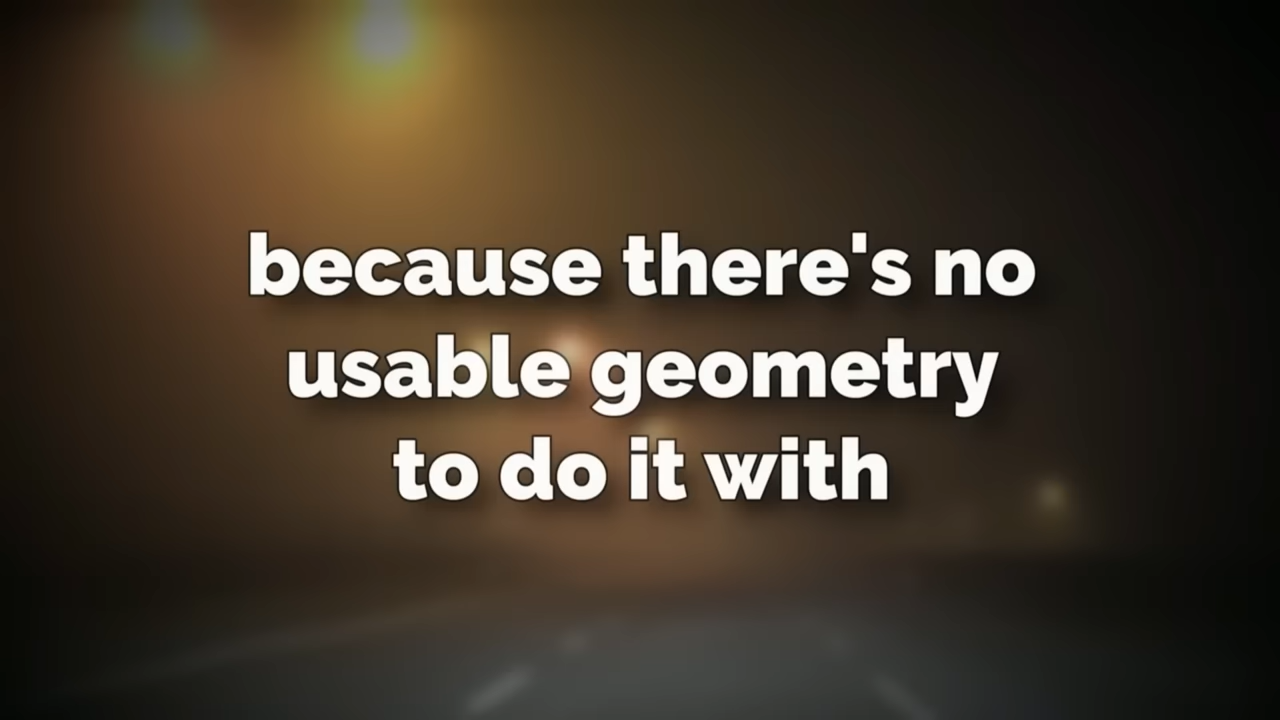 because there's no
usable geometry
to do it with